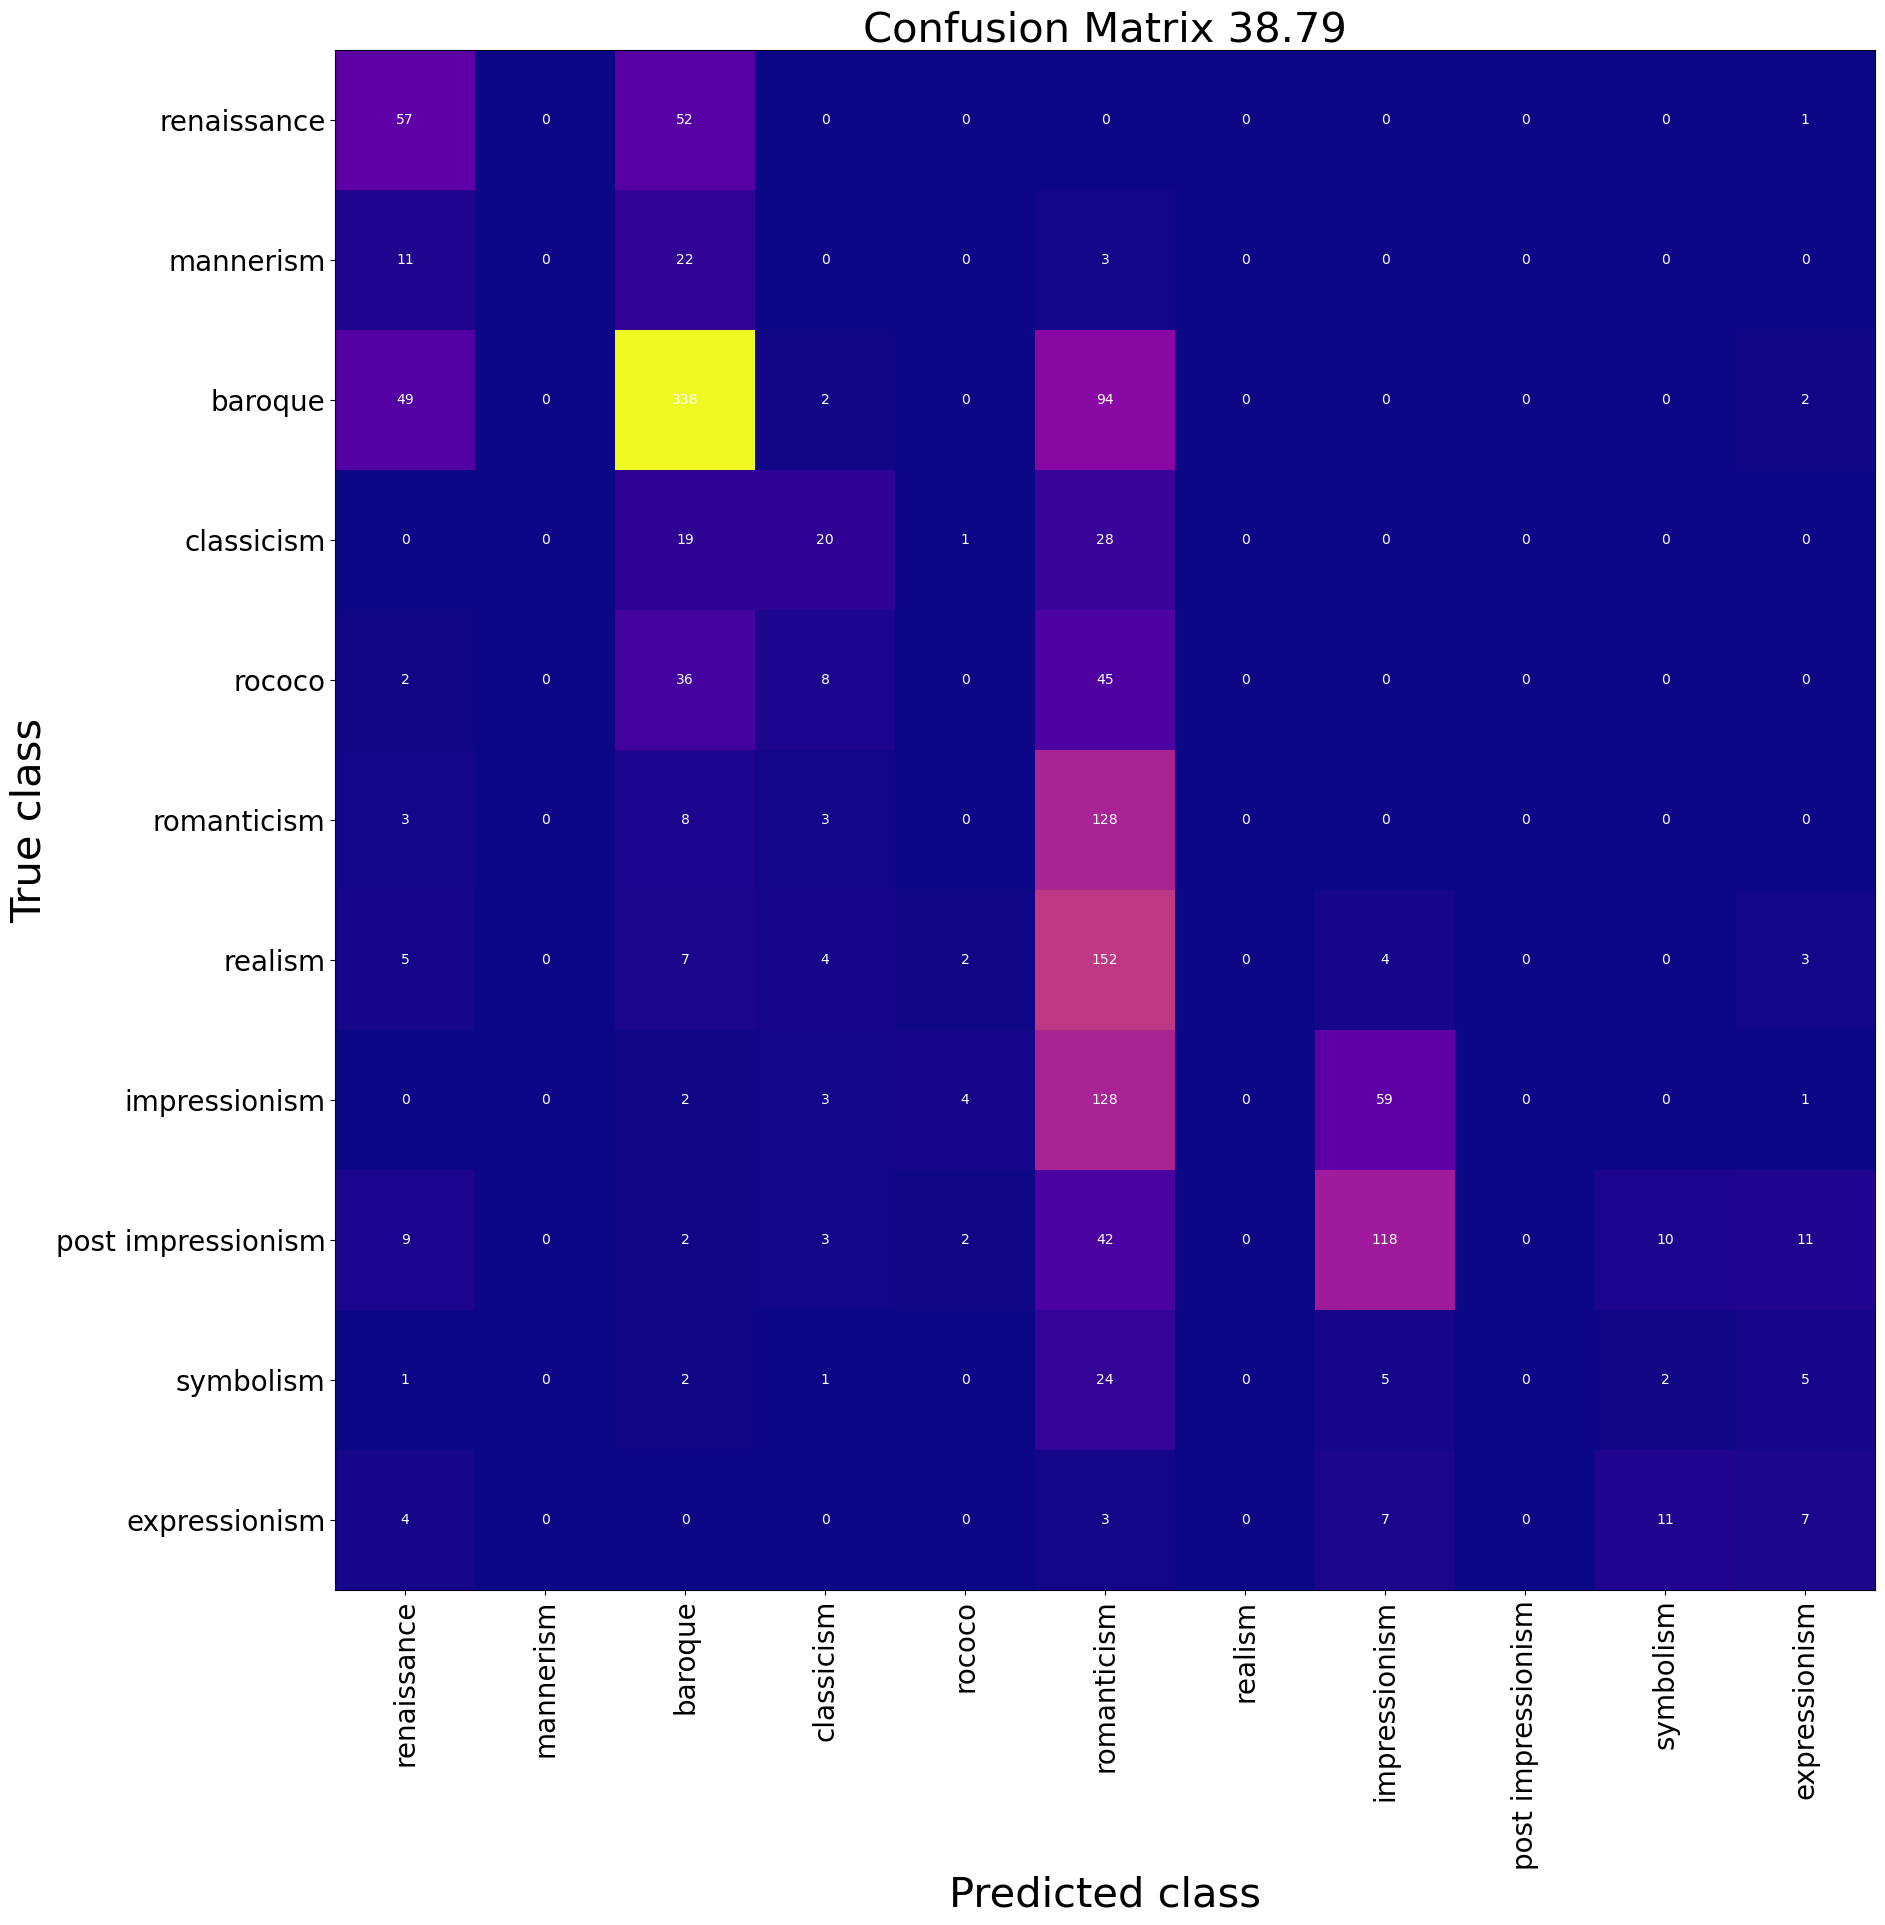 Confusion Matrix 38.79
True class
renaissance 57 0 52 0 0 0 0 0 0 0 1
mannerism 11 0 22 0 0 3 0 0 0 0 0
baroque 49 0 338 2 0 94 0 0 0 0 2
classicism 0 0 19 20 1 28 0 0 0 0 0
rococo 2 0 36 8 0 45 0 0 0 0 0
romanticism 3 0 8 3 0 128 0 0 0 0 0
realism 5 0 7 4 2 152 0 4 0 0 3
impressionism 0 0 2 3 4 128 0 59 0 0 1
post impressionism 9 0 2 3 2 42 0 118 0 10 11
symbolism 1 0 2 1 0 24 0 5 0 2 5
expressionism 4 0 0 0 0 3 0 7 0 11 7
renaissance mannerism baroque classicism rococo romanticism realism impressionism post impressionism symbolism expressionism
Predicted class